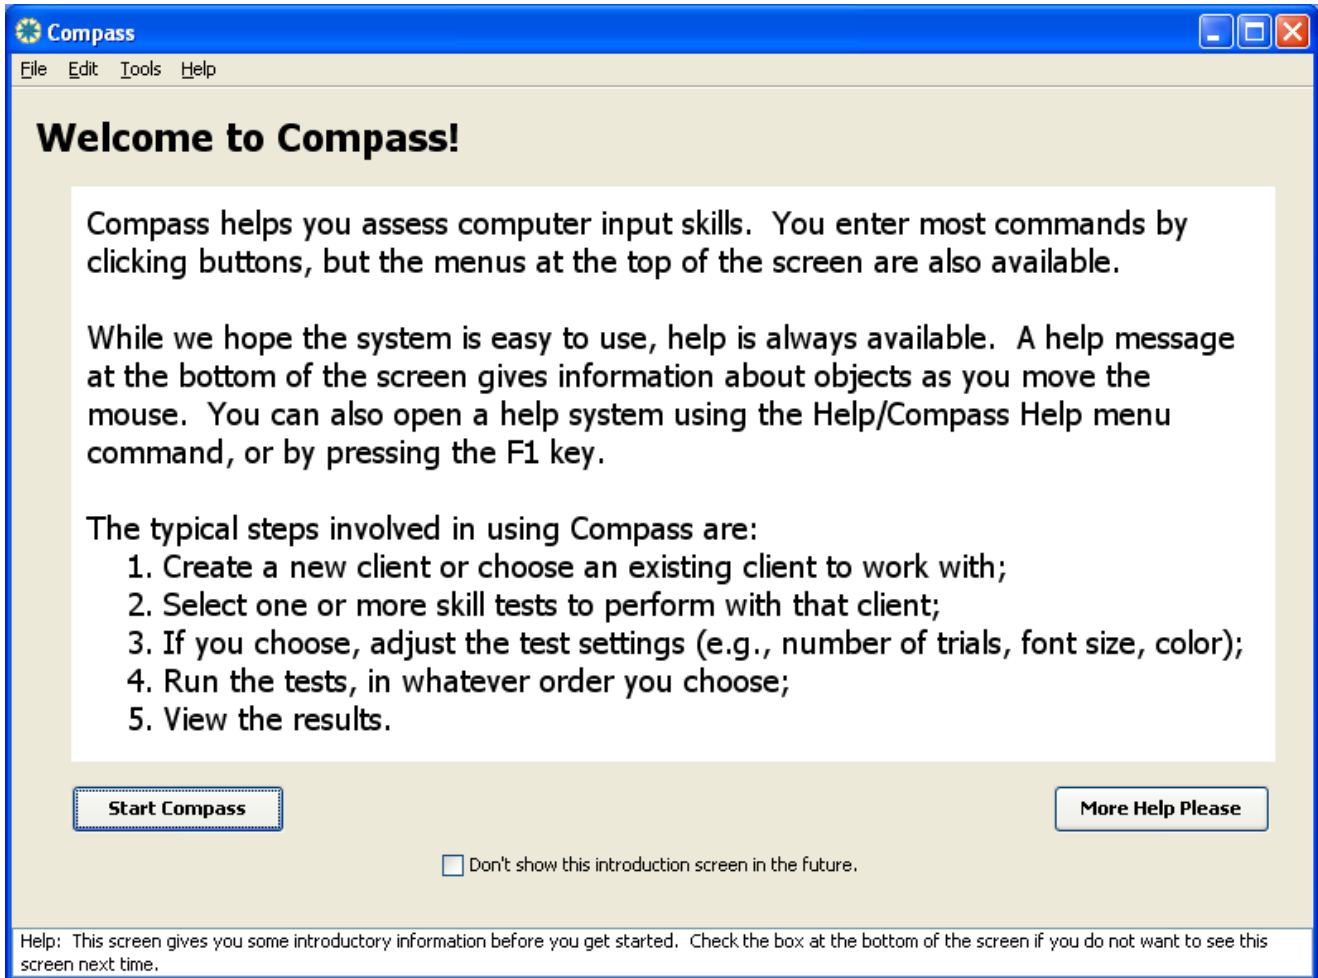 Compass
File Edit Tools Help
Welcome to Compass!
Compass helps you assess computer input skills.  You enter most commands by
clicking buttons, but the menus at the top of the screen are also available.
While we hope the system is easy to use, help is always available.  A help message
at the bottom of the screen gives information about objects as you move the
mouse.  You can also open a help system using the Help/Compass Help menu
command, or by pressing the F1 key.
The typical steps involved in using Compass are:
1. Create a new client or choose an existing client to work with;
2. Select one or more skill tests to perform with that client;
3. If you choose, adjust the test settings (e.g., number of trials, font size, color);
4. Run the tests, in whatever order you choose;
5. View the results.
Start Compass
More Help Please
Don't show this introduction screen in the future.
Help:  This screen gives you some introductory information before you get started.  Check the box at the bottom of the screen if you do not want to see this
screen next time.